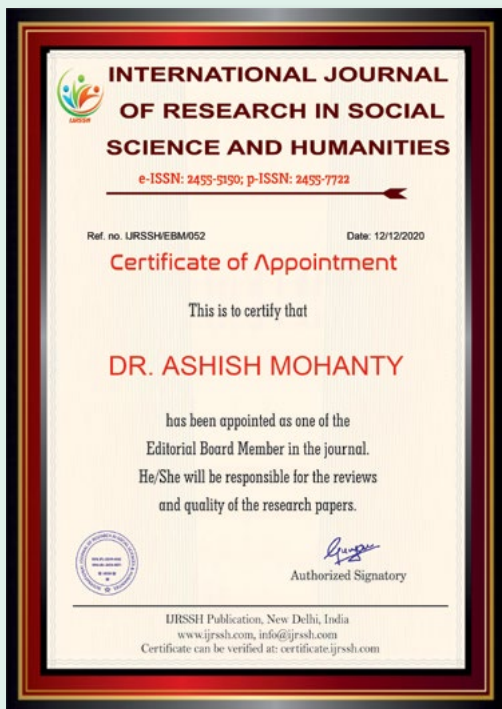 INTERNATIONAL JOURNAL
OF RESEARCH IN SOCIAL
SCIENCE AND HUMANITIES
IJRSSH
e-ISSN: 2455-5150; p-ISSN: 2455-7722
Ref. no. IJRSSH/EBM/052 Date: 12/12/2020
Certificate of Appointment
This is to certify that
DR. ASHISH MOHANTY
has been appointed as one of the
Editorial Board Member in the journal.
He/She will be responsible for the reviews
and quality of the research papers.
Authorized Signatory
IJRSSH Publication, New Delhi, India
www.ijrssh.com, info@ijrssh.com
Certificate can be verified at: certificate.ijrssh.com